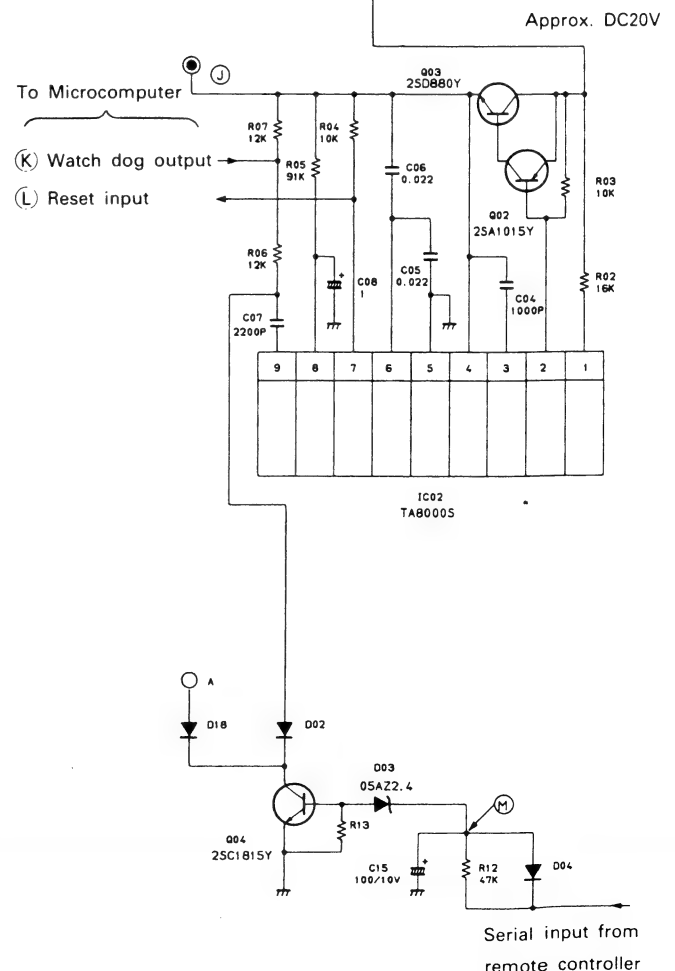 Approx. DC20V
J
To Microcomputer
K Watch dog output
L Reset input
R07
12K
R04
10K
R05
91K
C06
0.022
Q03
2SD880Y
R03
10K
Q02
2SA1015Y
R06
12K
C08
+
1
C05
0.022
C04
1000P
R02
16K
C07
2200P
9 8 7 6 5 4 3 2 1
IC02
TA8000S
A
D18
D02
D03
05AZ2.4
M
R13
Q04
2SC1815Y
C15
100/10V
+
R12
47K
D04
Serial input from
remote controller